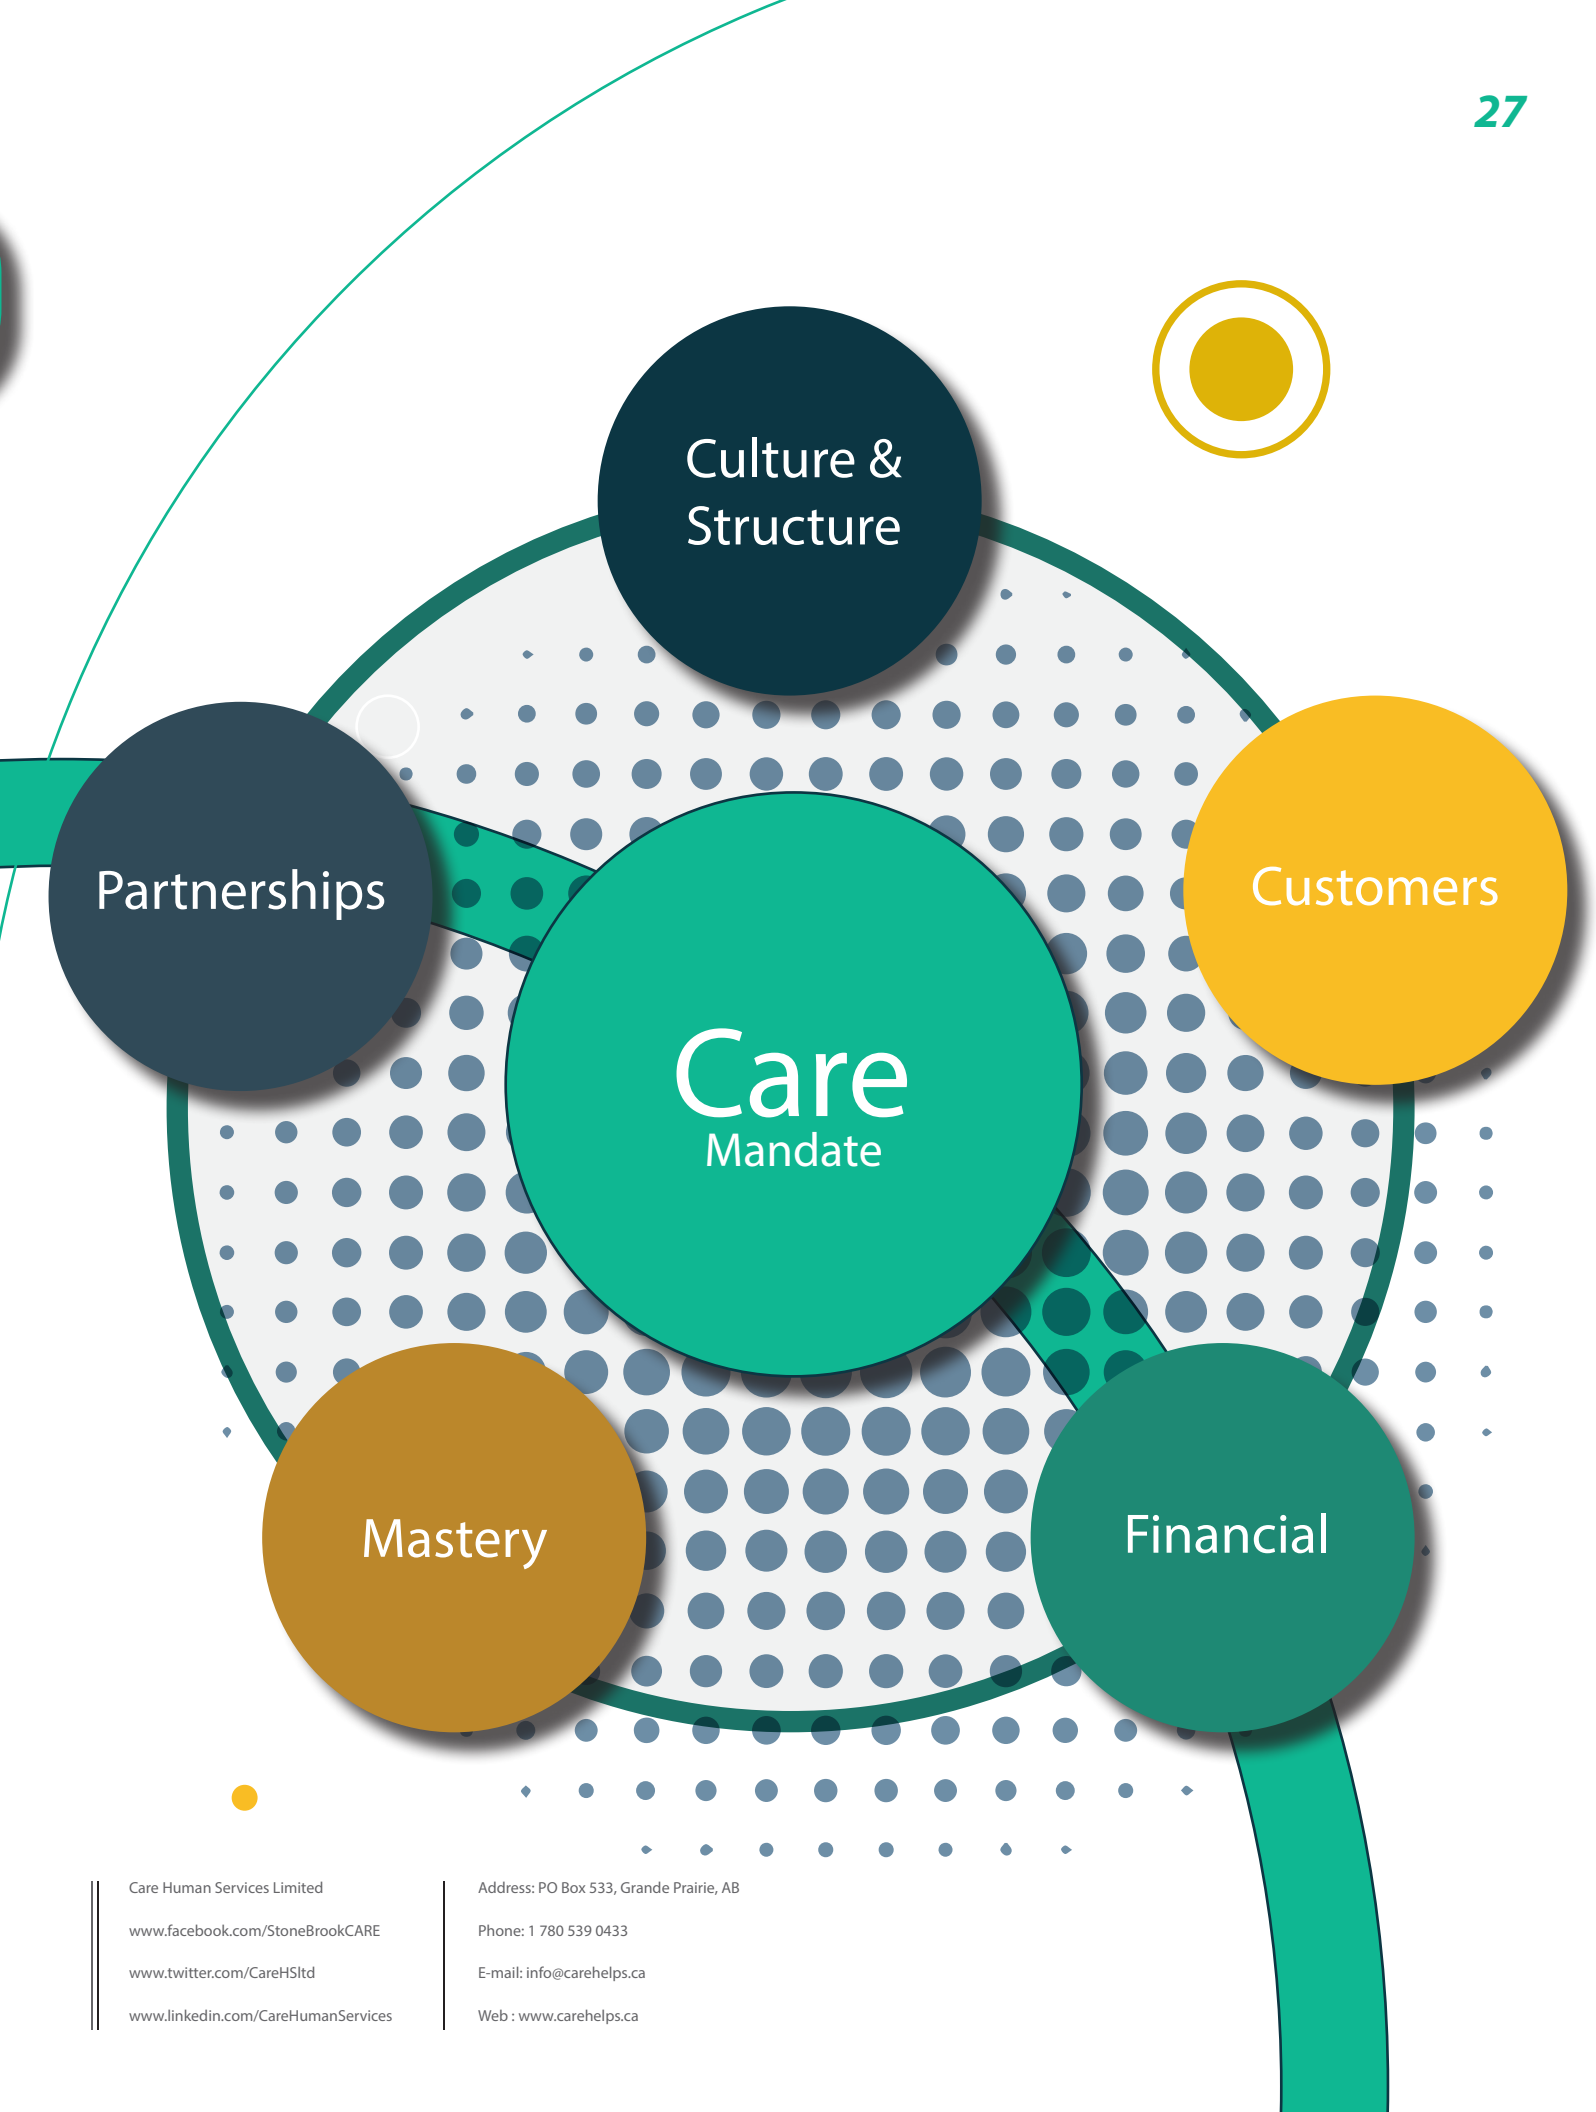 27
Culture &
Structure
Partnerships
Customers
Care
Mandate
Mastery
Financial
Care Human Services Limited
www.facebook.com/StoneBrookCARE
www.twitter.com/CareHSltd
www.linkedin.com/CareHumanServices
Address: PO Box 533, Grande Prairie, AB
Phone: 1 780 539 0433
E-mail: info@carehelps.ca
Web : www.carehelps.ca